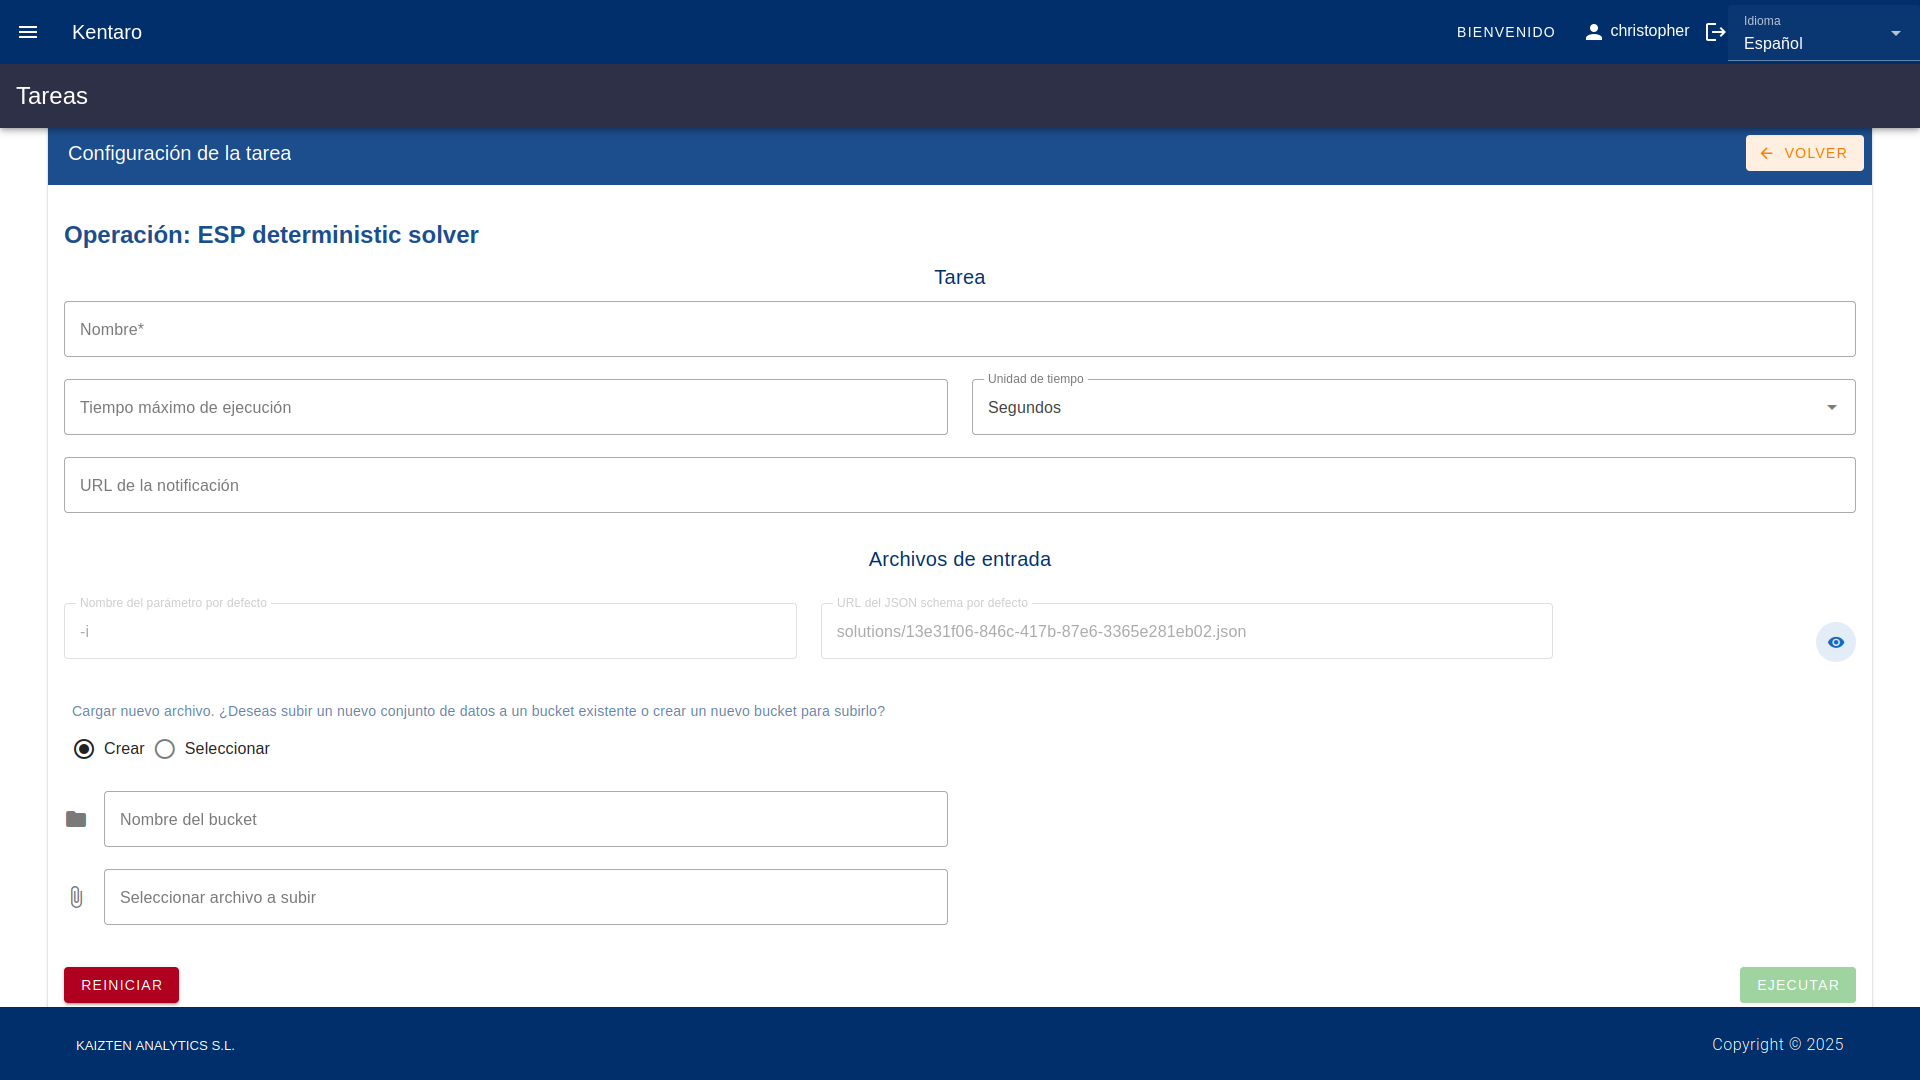 Kentaro
BIENVENIDO
christopher
Idioma
Español
Tareas
Configuración de la tarea
VOLVER
Operación: ESP deterministic solver
Tarea
Nombre*
Tiempo máximo de ejecución
Unidad de tiempo
Segundos
URL de la notificación
Archivos de entrada
Nombre del parámetro por defecto
-i
URL del JSON schema por defecto
solutions/13e31f06-846c-417b-87e6-3365e281eb02.json
Cargar nuevo archivo. ¿Deseas subir un nuevo conjunto de datos a un bucket existente o crear un nuevo bucket para subirlo?
Crear
Seleccionar
Nombre del bucket
Seleccionar archivo a subir
REINICIAR
EJECUTAR
KAIZTEN ANALYTICS S.L.
Copyright © 2025